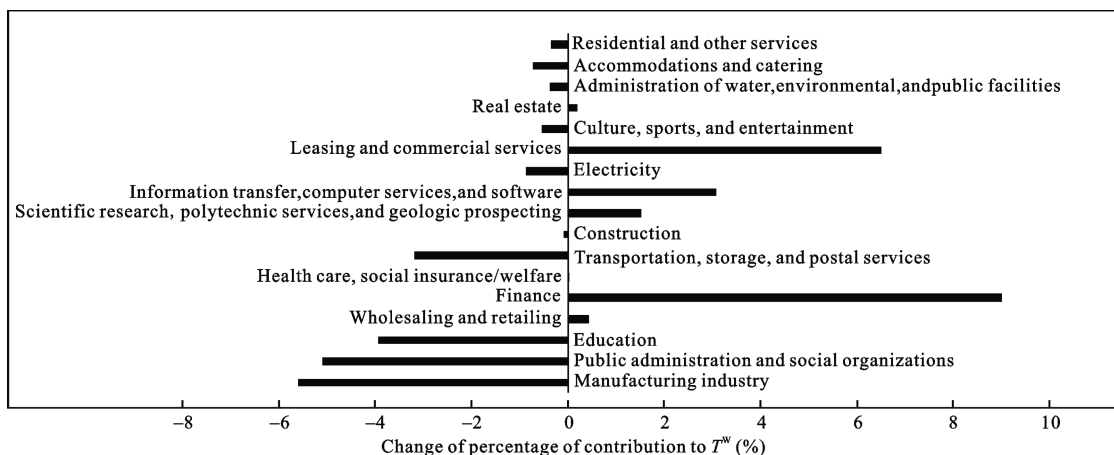 Residential and other services
Accommodations and catering
Administration of water,environmental,andpublic facilities
Real estate
Culture, sports, and entertainment
Leasing and commercial services
Electricity
Information transfer,computer services,and software
Scientific research, polytechnic services,and geologic prospecting
Construction
Transportation, storage, and postal services
Health care, social insurance/welfare
Finance
Wholesaling and retailing
Education
Public administration and social organizations
Manufacturing industry
−8 −6 −4 −2 0 2 4 6 8 10
Change of percentage of contribution to Tʷ (%)